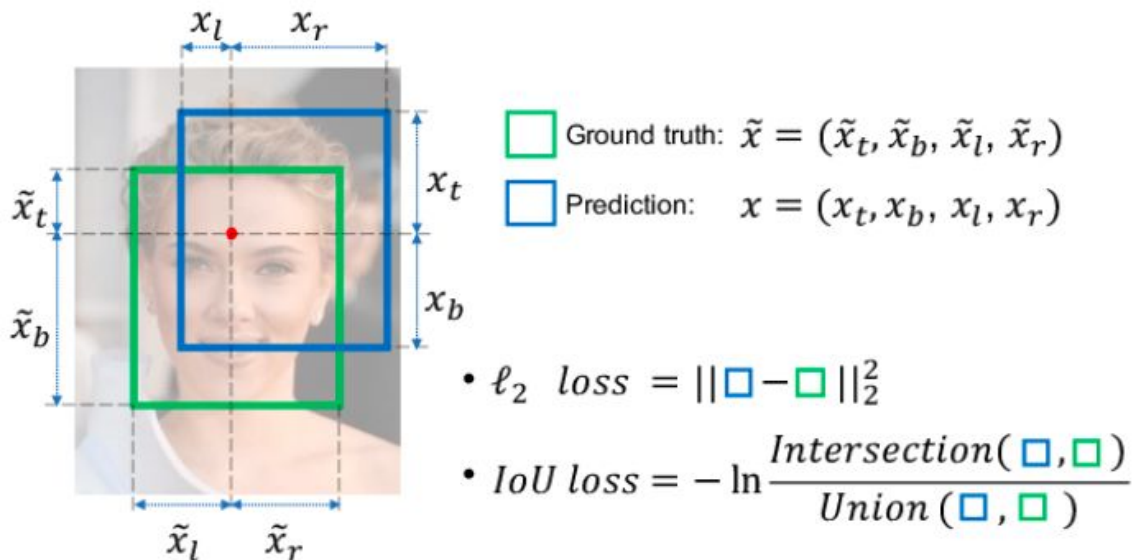 x_l x_r
Ground truth: x̃ = (x̃_t, x̃_b, x̃_l, x̃_r)
x̃_t x_t
Prediction: x = (x_t, x_b, x_l, x_r)
x̃_b x_b
• ℓ_2 loss = ||□ − □||_2^2
• IoU loss = − ln Intersection(□, □) / Union (□, □)
x̃_l x̃_r